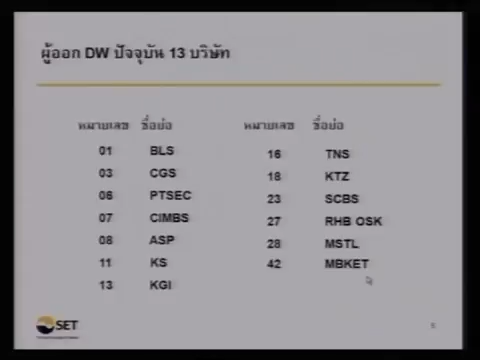 ผู้ออก DW ปัจจุบัน 13 บริษัท
หมายเลข ชื่อย่อ
01 BLS
03 CGS
06 PTSEC
07 CIMBS
08 ASP
11 KS
13 KGI
หมายเลข ชื่อย่อ
16 TNS
18 KTZ
23 SCBS
27 RHB OSK
28 MSTL
42 MBKET
SET